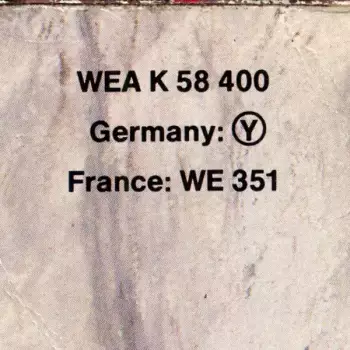 WEA K 58 400
Germany: Ⓨ
France: WE 351